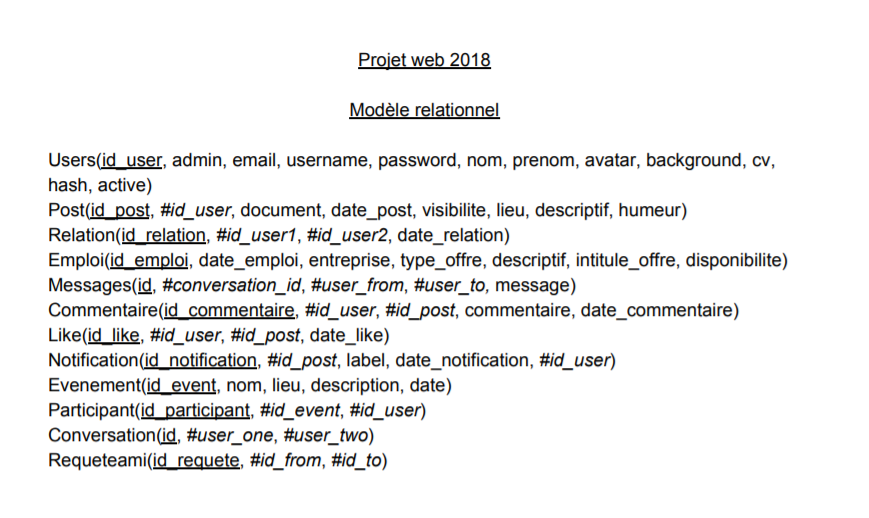 Projet web 2018
Modèle relationnel
Users(id_user, admin, email, username, password, nom, prenom, avatar, background, cv,
hash, active)
Post(id_post, #id_user, document, date_post, visibilite, lieu, descriptif, humeur)
Relation(id_relation, #id_user1, #id_user2, date_relation)
Emploi(id_emploi, date_emploi, entreprise, type_offre, descriptif, intitule_offre, disponibilite)
Messages(id, #conversation_id, #user_from, #user_to, message)
Commentaire(id_commentaire, #id_user, #id_post, commentaire, date_commentaire)
Like(id_like, #id_user, #id_post, date_like)
Notification(id_notification, #id_post, label, date_notification, #id_user)
Evenement(id_event, nom, lieu, description, date)
Participant(id_participant, #id_event, #id_user)
Conversation(id, #user_one, #user_two)
Requeteami(id_requete, #id_from, #id_to)